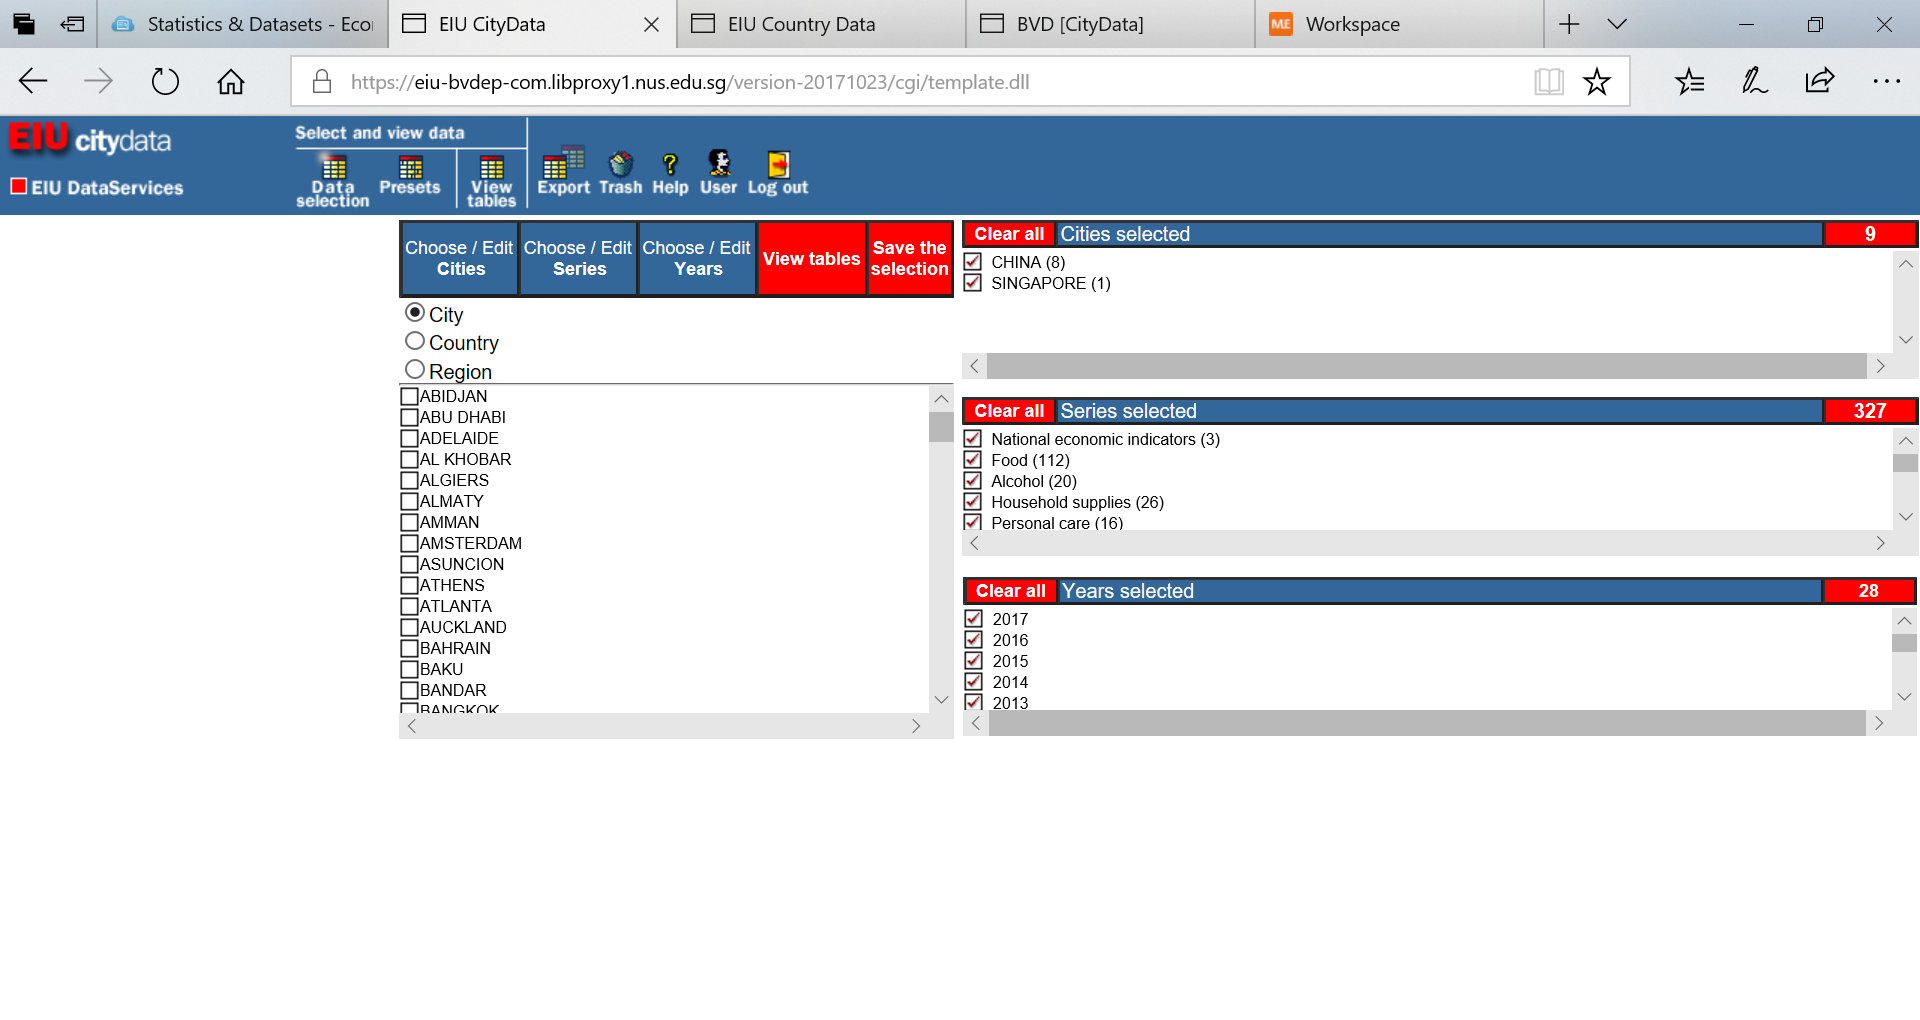 Statistics & Datasets - Eco
EIU CityData
EIU Country Data
BVD [CityData]
ME Workspace
https://eiu-bvdep-com.libproxy1.nus.edu.sg/version-20171023/cgi/template.dll
EIU citydata
EIU DataServices
Select and view data
Data selection
Presets
View tables
Export
Trash
Help
User
Log out
Choose / Edit Cities
Choose / Edit Series
Choose / Edit Years
View tables
Save the selection
City
Country
Region
ABIDJAN
ABU DHABI
ADELAIDE
AL KHOBAR
ALGIERS
ALMATY
AMMAN
AMSTERDAM
ASUNCION
ATHENS
ATLANTA
AUCKLAND
BAHRAIN
BAKU
BANDAR
BANGKOK
Clear all Cities selected 9
CHINA (8)
SINGAPORE (1)
Clear all Series selected 327
National economic indicators (3)
Food (112)
Alcohol (20)
Household supplies (26)
Personal care (16)
Clear all Years selected 28
2017
2016
2015
2014
2013